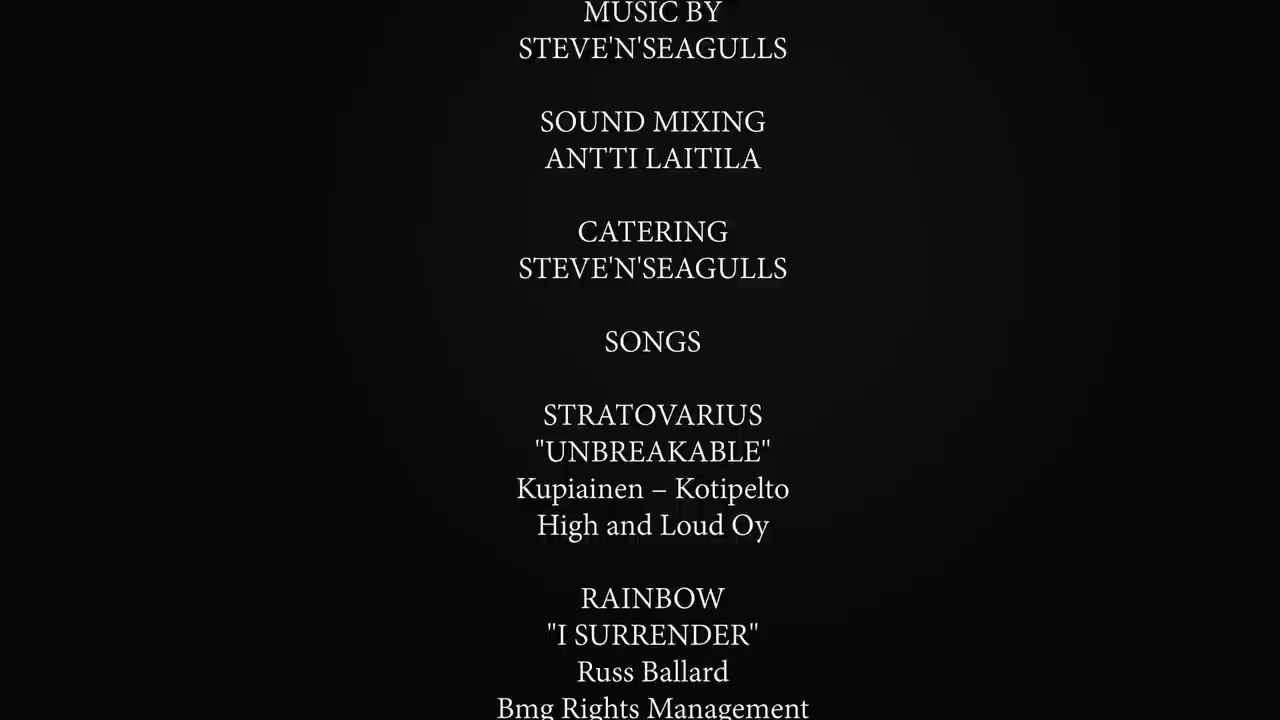 MUSIC BY
STEVE'N'SEAGULLS
SOUND MIXING
ANTTI LAITILA
CATERING
STEVE'N'SEAGULLS
SONGS
STRATOVARIUS
"UNBREAKABLE"
Kupiainen – Kotipelto
High and Loud Oy
RAINBOW
"I SURRENDER"
Russ Ballard
Bmg Rights Management